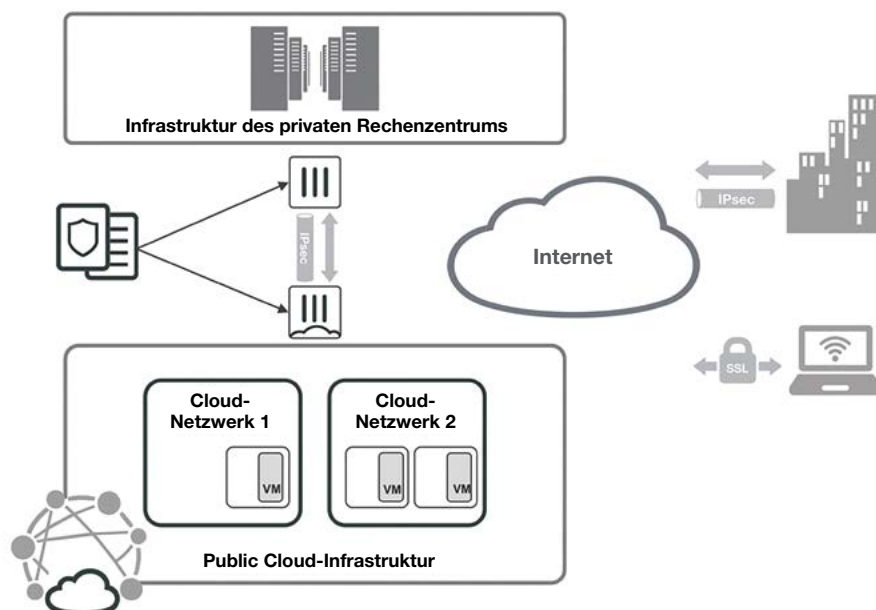 Infrastruktur des privaten Rechenzentrums
IPsec
IPsec
Internet
SSL
Cloud-
Netzwerk 1
VM
Cloud-
Netzwerk 2
VM
VM
Public Cloud-Infrastruktur